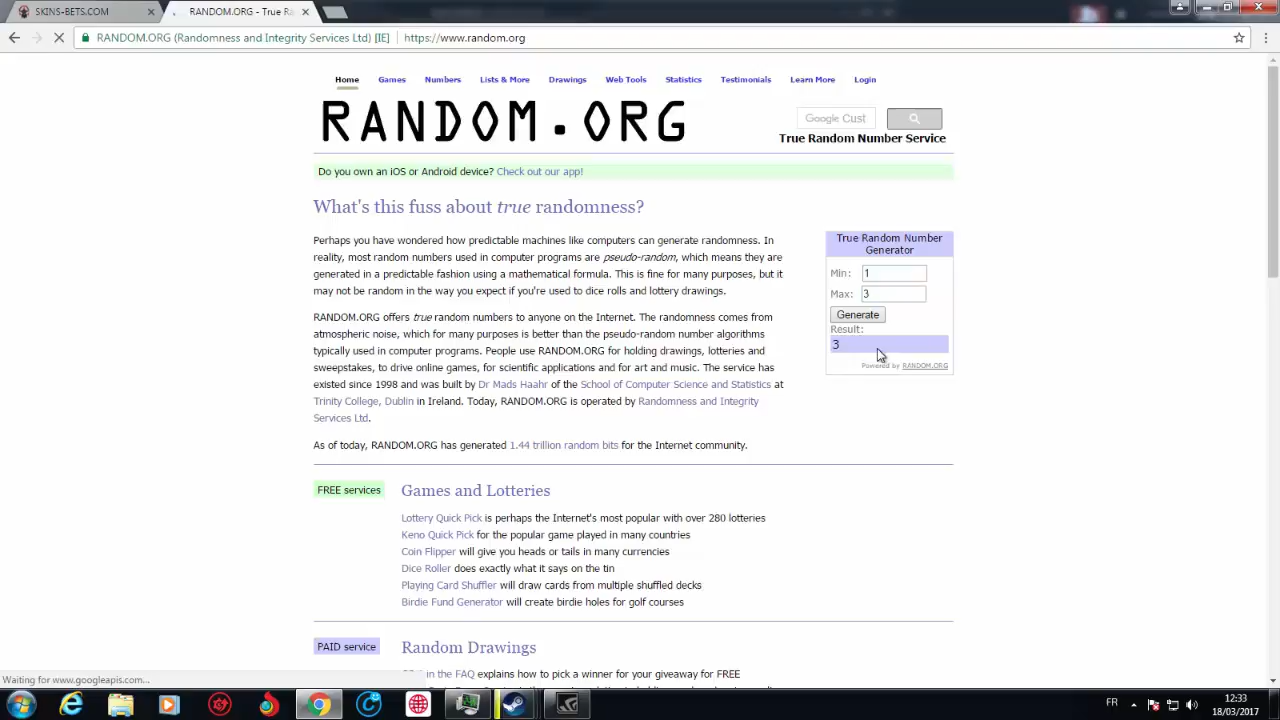 SKINS-BETS.COM
RANDOM.ORG - True Ra
RANDOM.ORG (Randomness and Integrity Services Ltd) [IE]
https://www.random.org
Home Games Numbers Lists & More Drawings Web Tools Statistics Testimonials Learn More Login
RANDOM.ORG
Google Cust
True Random Number Service
Do you own an iOS or Android device? Check out our app!
What's this fuss about true randomness?
Perhaps you have wondered how predictable machines like computers can generate randomness. In
reality, most random numbers used in computer programs are pseudo-random, which means they are
generated in a predictable fashion using a mathematical formula. This is fine for many purposes, but it
may not be random in the way you expect if you're used to dice rolls and lottery drawings.
RANDOM.ORG offers true random numbers to anyone on the Internet. The randomness comes from
atmospheric noise, which for many purposes is better than the pseudo-random number algorithms
typically used in computer programs. People use RANDOM.ORG for holding drawings, lotteries and
sweepstakes, to drive online games, for scientific applications and for art and music. The service has
existed since 1998 and was built by Dr Mads Haahr of the School of Computer Science and Statistics at
Trinity College, Dublin in Ireland. Today, RANDOM.ORG is operated by Randomness and Integrity
Services Ltd.
As of today, RANDOM.ORG has generated 1.44 trillion random bits for the Internet community.
True Random Number
Generator
Min: 1
Max: 3
Generate
Result:
3
Powered by RANDOM.ORG
FREE services
Games and Lotteries
Lottery Quick Pick is perhaps the Internet's most popular with over 280 lotteries
Keno Quick Pick for the popular game played in many countries
Coin Flipper will give you heads or tails in many currencies
Dice Roller does exactly what it says on the tin
Playing Card Shuffler will draw cards from multiple shuffled decks
Birdie Fund Generator will create birdie holes for golf courses
PAID service
Random Drawings
in the FAQ explains how to pick a winner for your giveaway for FREE
Waiting for www.googleapis.com...
FR
12:33
18/03/2017